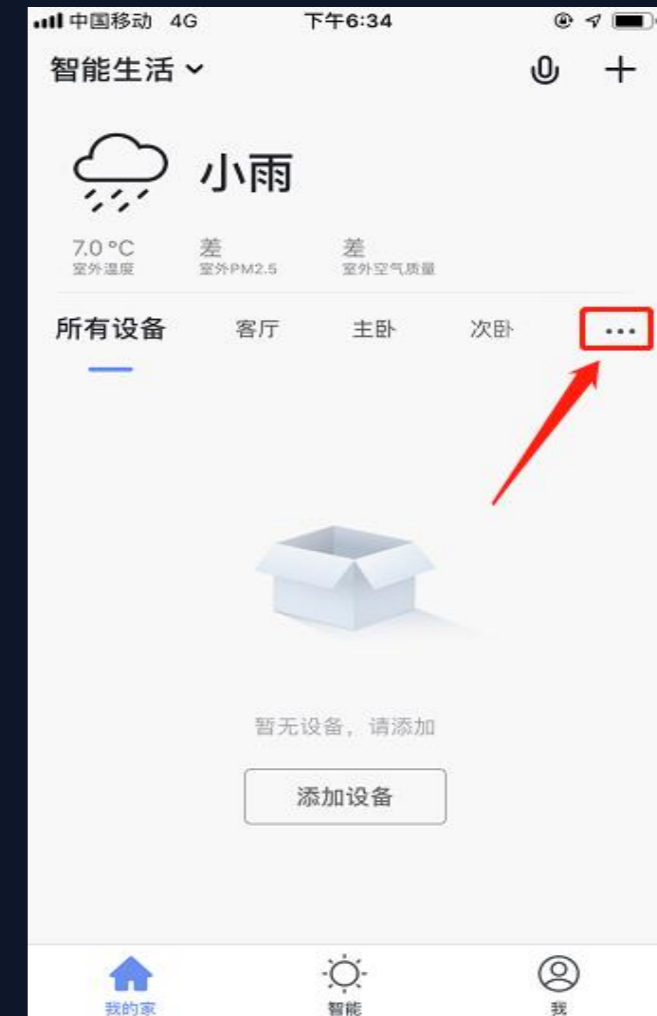 中国移动 4G 下午6:34
智能生活
小雨
7.0 °C 差 差
室外温度 室外PM2.5 室外空气质量
所有设备 客厅 主卧 次卧 ...
暂无设备，请添加
添加设备
我的家 智能 我